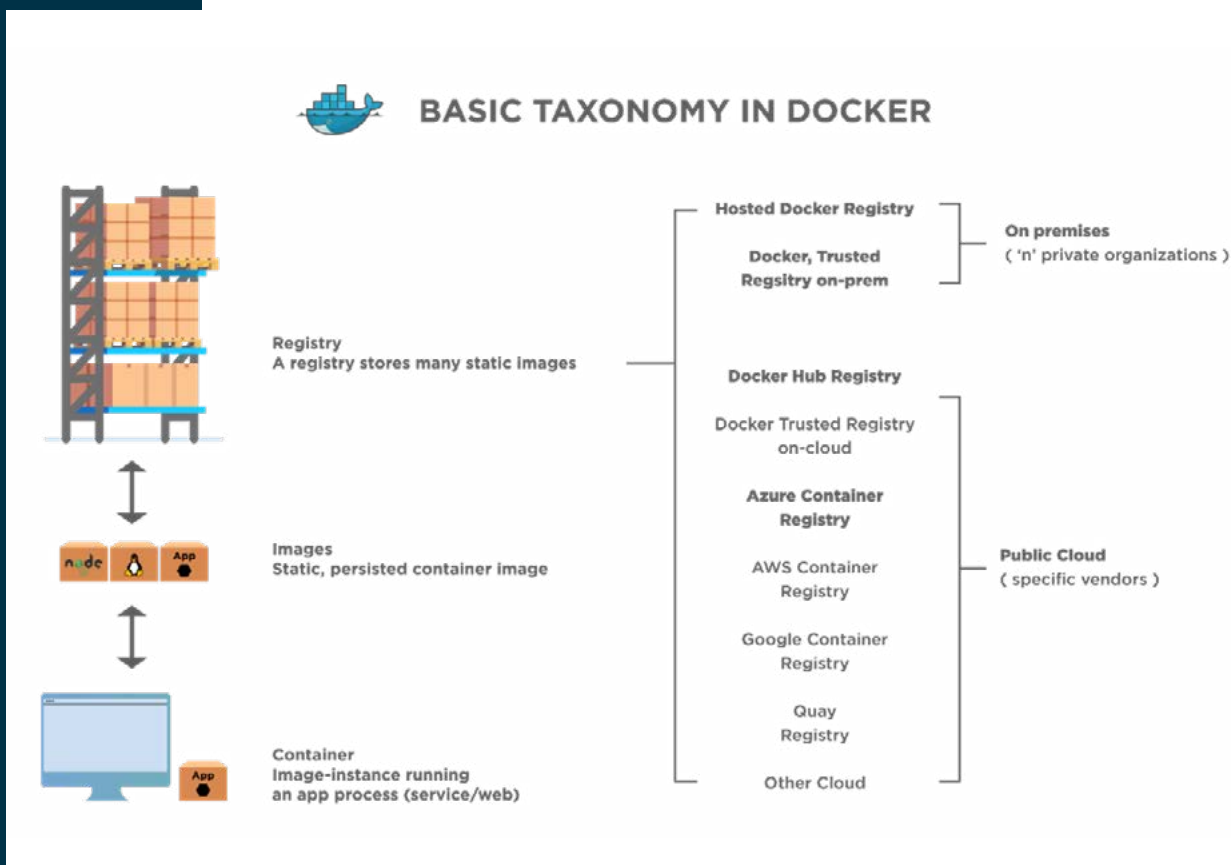 BASIC TAXONOMY IN DOCKER
Registry
A registry stores many static images
Images
Static, persisted container image
Container
Image-instance running
an app process (service/web)
node
App
App
Hosted Docker Registry
Docker, Trusted
Regsitry on-prem
Docker Hub Registry
Docker Trusted Registry
on-cloud
Azure Container
Registry
AWS Container
Registry
Google Container
Registry
Quay
Registry
Other Cloud
On premises
( 'n' private organizations )
Public Cloud
( specific vendors )